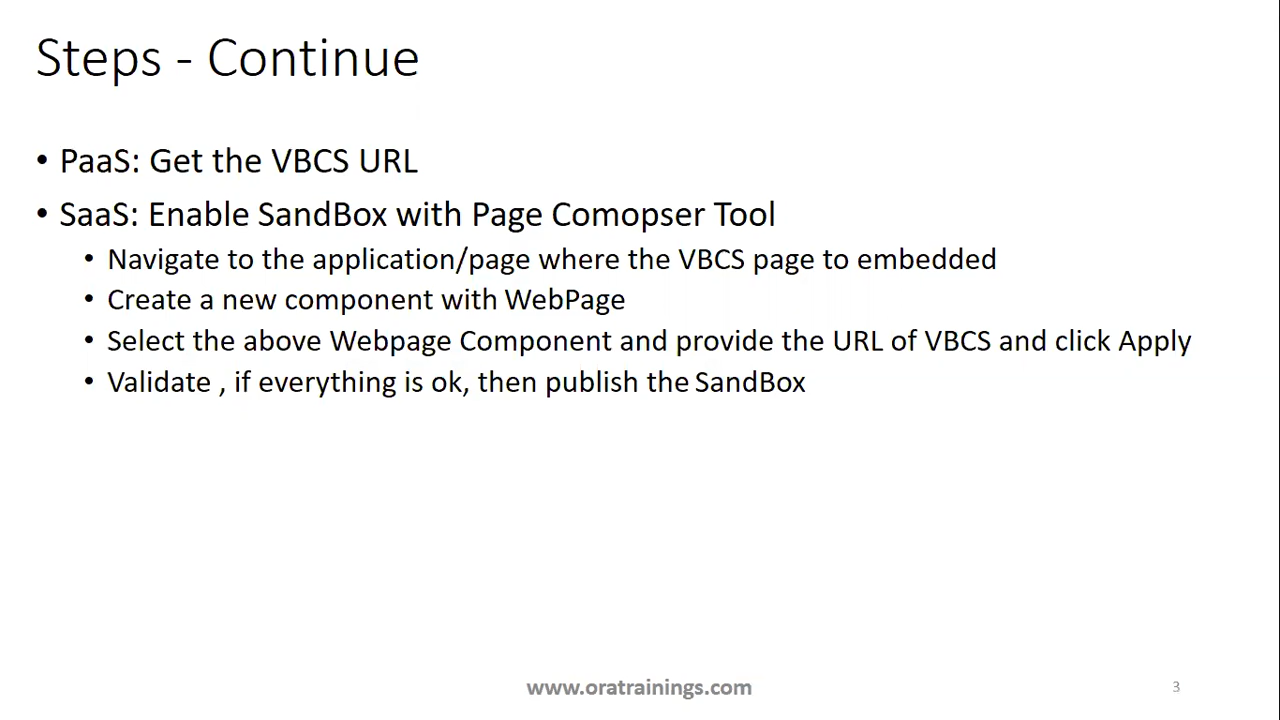 Steps - Continue
• PaaS: Get the VBCS URL
• SaaS: Enable SandBox with Page Comopser Tool
• Navigate to the application/page where the VBCS page to embedded
• Create a new component with WebPage
• Select the above Webpage Component and provide the URL of VBCS and click Apply
• Validate , if everything is ok, then publish the SandBox
www.oratrainings.com
3